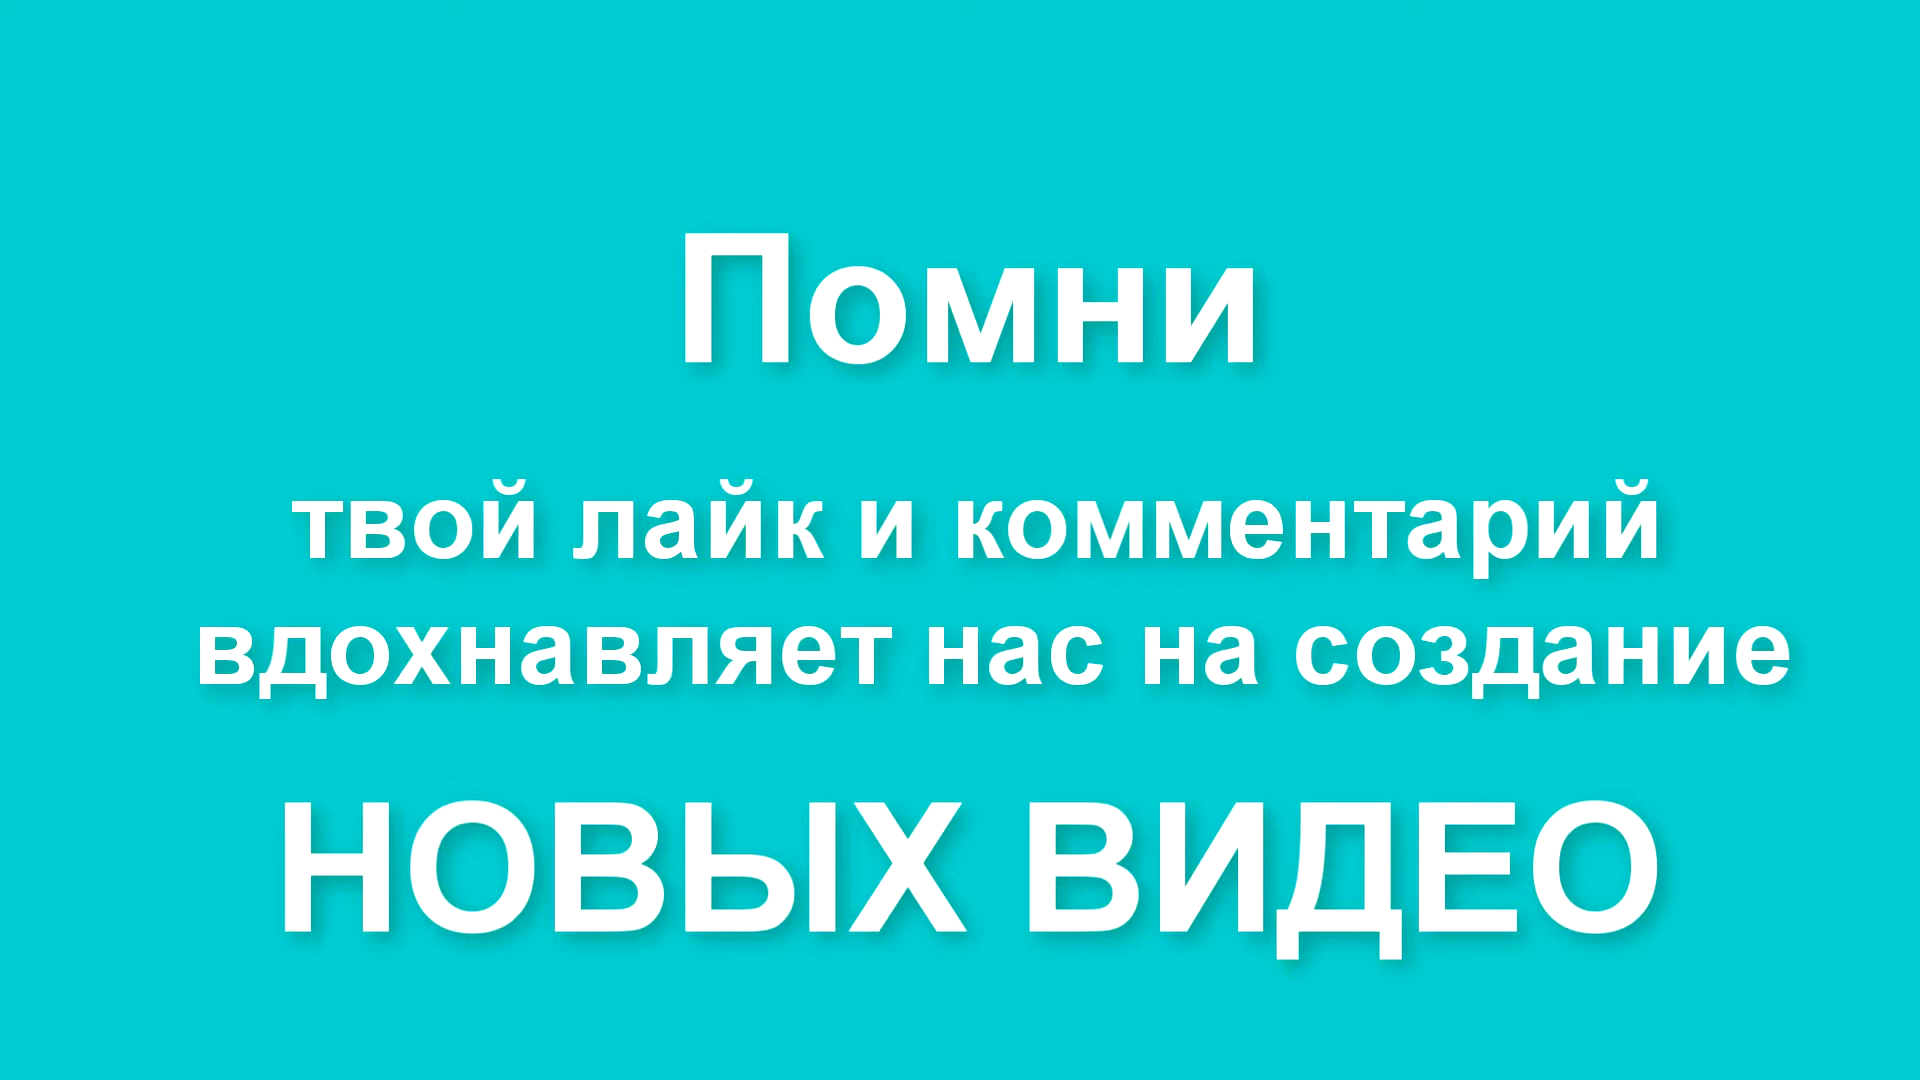 Помни
твой лайк и комментарий
вдохнавляет нас на создание
НОВЫХ ВИДЕО